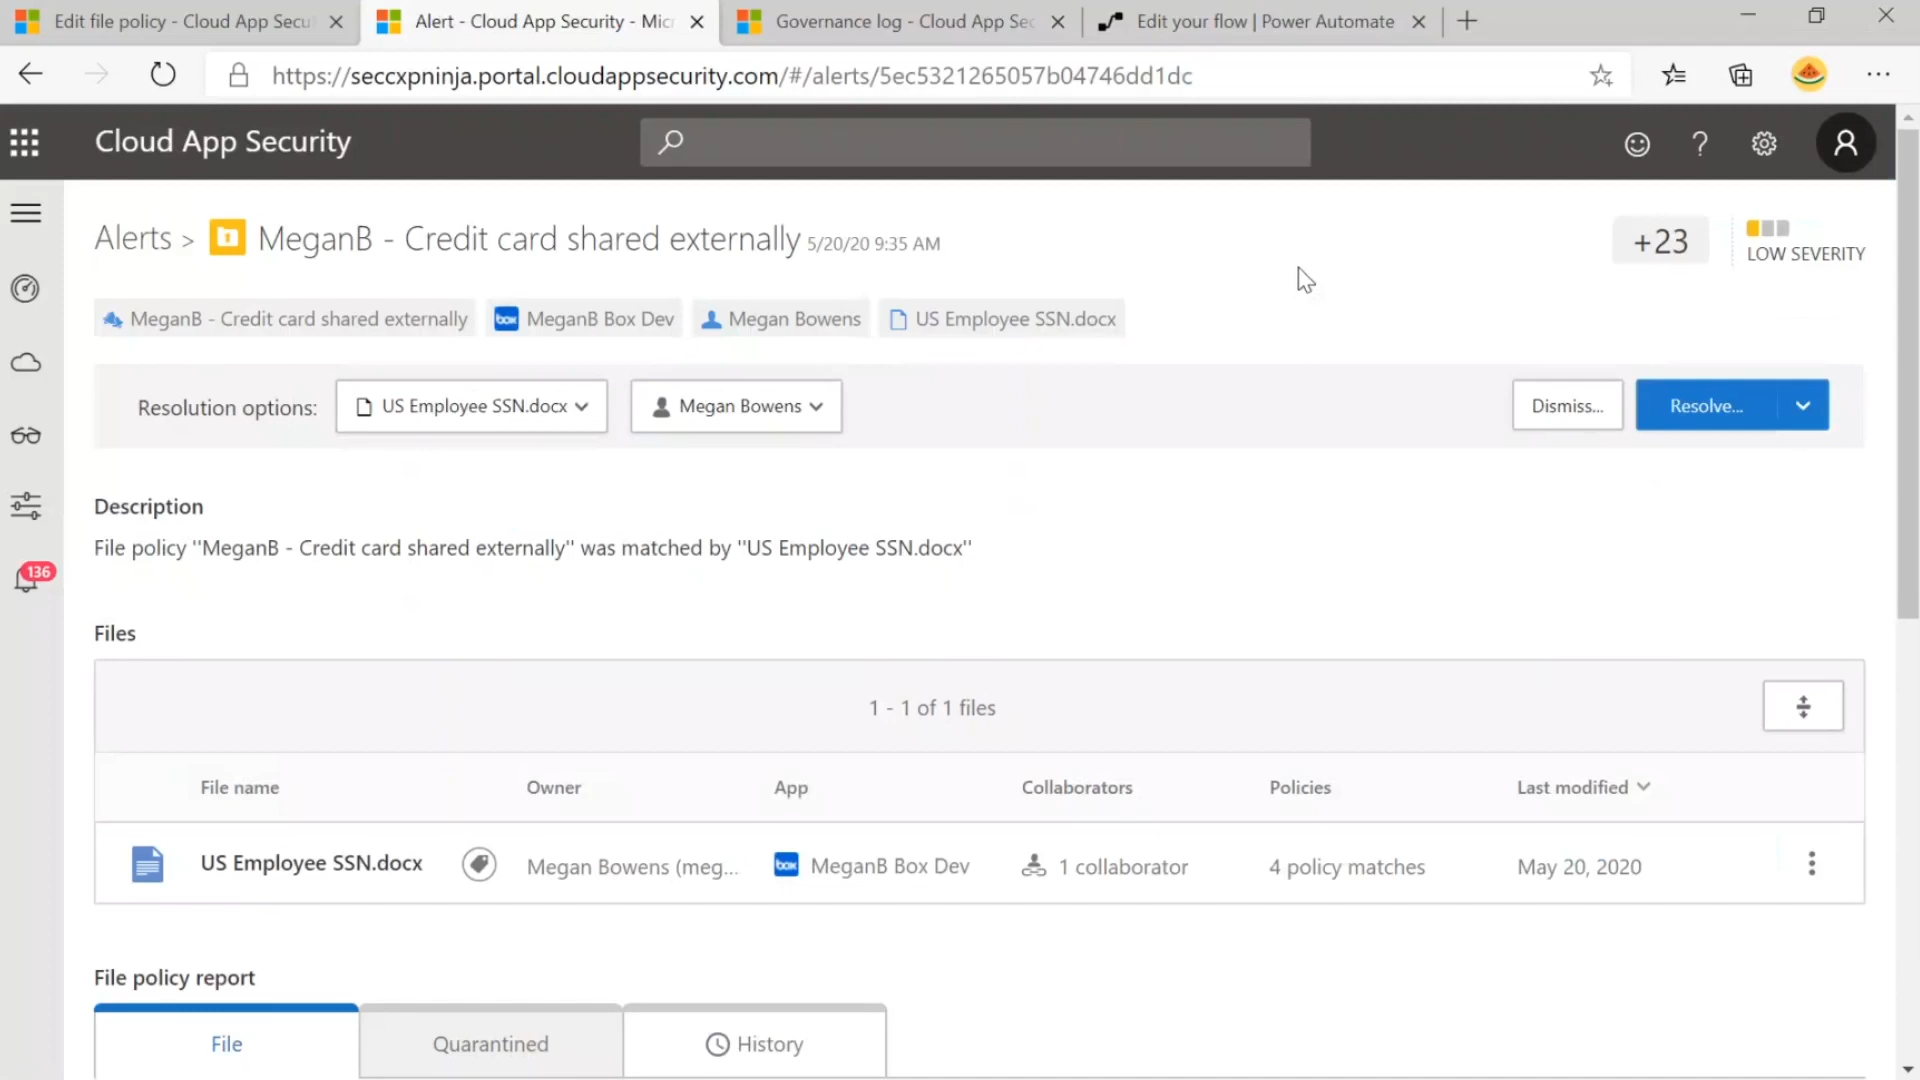 Edit file policy - Cloud App Secu
Alert - Cloud App Security - Mic
Governance log - Cloud App Sec
Edit your flow | Power Automate
https://seccxpninja.portal.cloudappsecurity.com/#/alerts/5ec5321265057b04746dd1dc
Cloud App Security
Alerts > MeganB - Credit card shared externally 5/20/20 9:35 AM
+23
LOW SEVERITY
MeganB - Credit card shared externally
box MeganB Box Dev
Megan Bowens
US Employee SSN.docx
Resolution options:
US Employee SSN.docx
Megan Bowens
Dismiss...
Resolve...
136
Description
File policy "MeganB - Credit card shared externally" was matched by "US Employee SSN.docx"
Files
1 - 1 of 1 files
File name Owner App Collaborators Policies Last modified
US Employee SSN.docx Megan Bowens (meg... box MeganB Box Dev 1 collaborator 4 policy matches May 20, 2020
File policy report
File
Quarantined
History